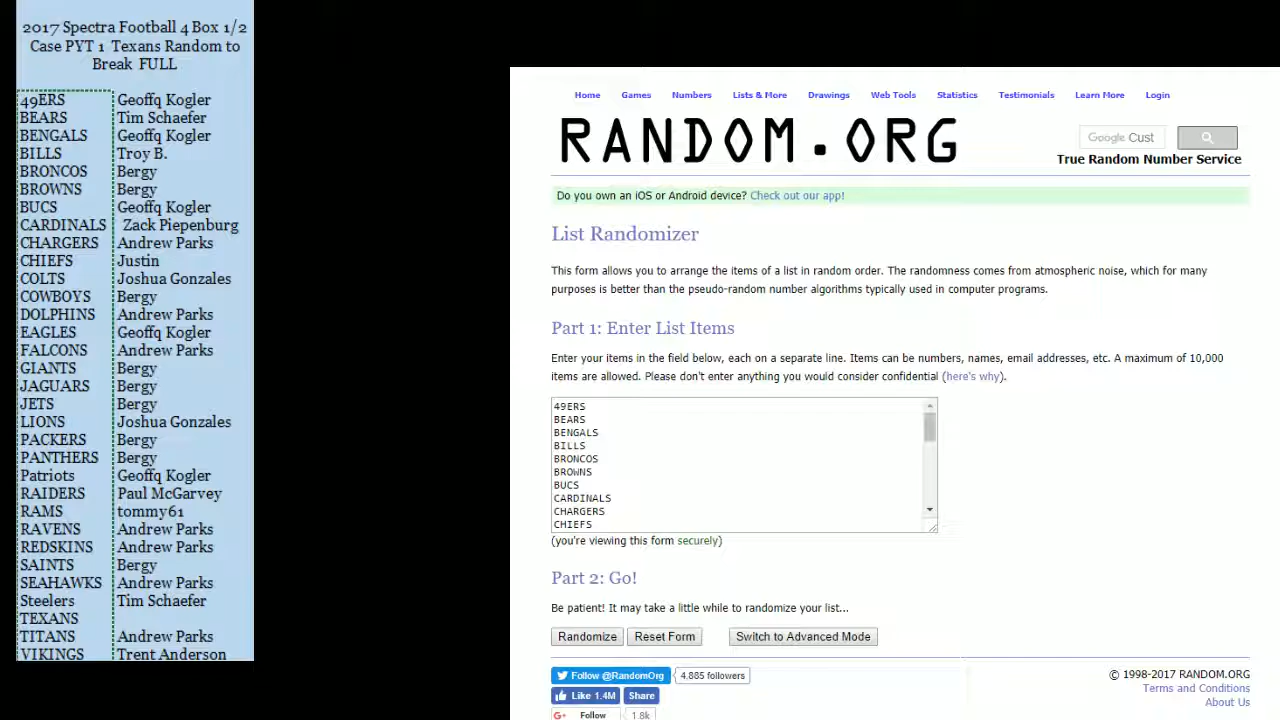 2017 Spectra Football 4 Box 1/2
Case PYT 1 Texans Random to
Break FULL
49ERS Geoffq Kogler
BEARS Tim Schaefer
BENGALS Geoffq Kogler
BILLS Troy B.
BRONCOS Bergy
BROWNS Bergy
BUCS Geoffq Kogler
CARDINALS Zack Piepenburg
CHARGERS Andrew Parks
CHIEFS Justin
COLTS Joshua Gonzales
COWBOYS Bergy
DOLPHINS Andrew Parks
EAGLES Geoffq Kogler
FALCONS Andrew Parks
GIANTS Bergy
JAGUARS Bergy
JETS Bergy
LIONS Joshua Gonzales
PACKERS Bergy
PANTHERS Bergy
Patriots Geoffq Kogler
RAIDERS Paul McGarvey
RAMS tommy61
RAVENS Andrew Parks
REDSKINS Andrew Parks
SAINTS Bergy
SEAHAWKS Andrew Parks
Steelers Tim Schaefer
TEXANS
TITANS Andrew Parks
VIKINGS Trent Anderson
Home Games Numbers Lists & More Drawings Web Tools Statistics Testimonials Learn More Login
RANDOM.ORG
Google Cust
True Random Number Service
Do you own an iOS or Android device? Check out our app!
List Randomizer
This form allows you to arrange the items of a list in random order. The randomness comes from atmospheric noise, which for many
purposes is better than the pseudo-random number algorithms typically used in computer programs.
Part 1: Enter List Items
Enter your items in the field below, each on a separate line. Items can be numbers, names, email addresses, etc. A maximum of 10,000
items are allowed. Please don't enter anything you would consider confidential (here's why).
49ERS
BEARS
BENGALS
BILLS
BRONCOS
BROWNS
BUCS
CARDINALS
CHARGERS
CHIEFS
(you're viewing this form securely)
Part 2: Go!
Be patient! It may take a little while to randomize your list...
Randomize Reset Form Switch to Advanced Mode
Follow @RandomOrg 4,885 followers
Like 1.4M Share
G+ Follow 1.8k
© 1998-2017 RANDOM.ORG
Terms and Conditions
About Us